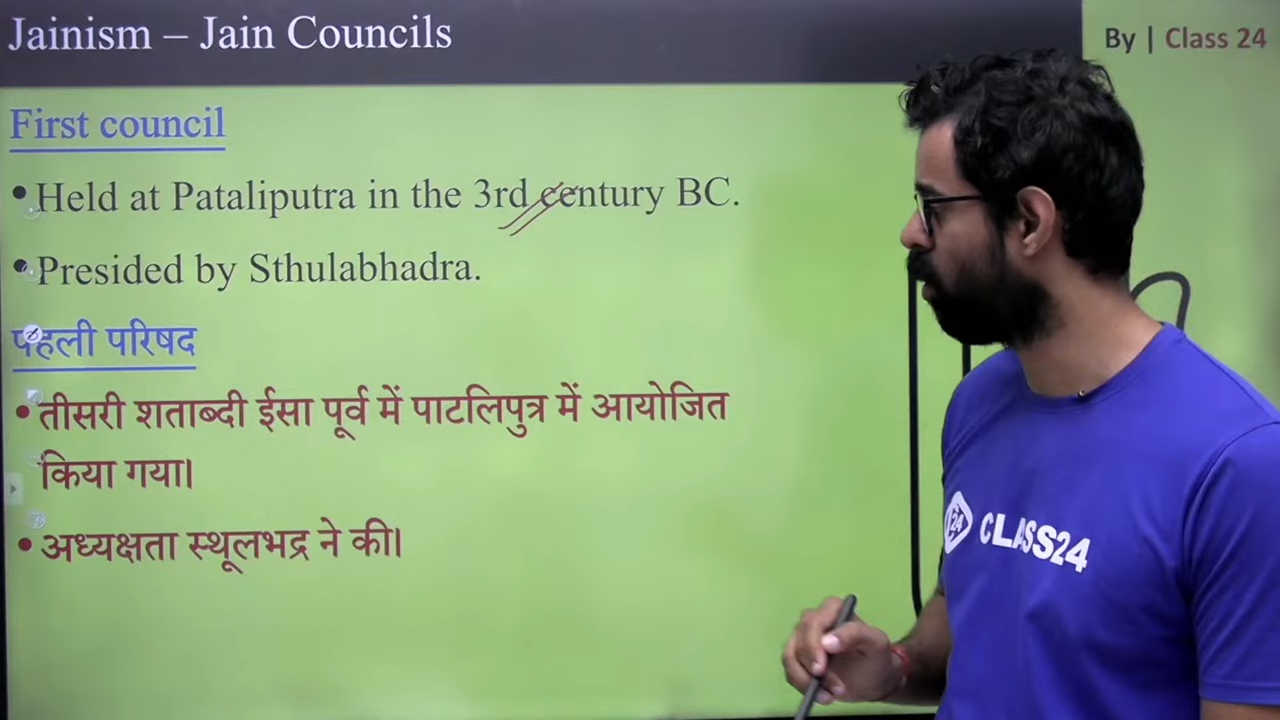 Jainism – Jain Councils
By | Class 24
First council
• Held at Pataliputra in the 3rd century BC.
• Presided by Sthulabhadra.
पहली परिषद
• तीसरी शताब्दी ईसा पूर्व में पाटलिपुत्र में आयोजित
किया गया।
• अध्यक्षता स्थूलभद्र ने की।
24 CLASS24